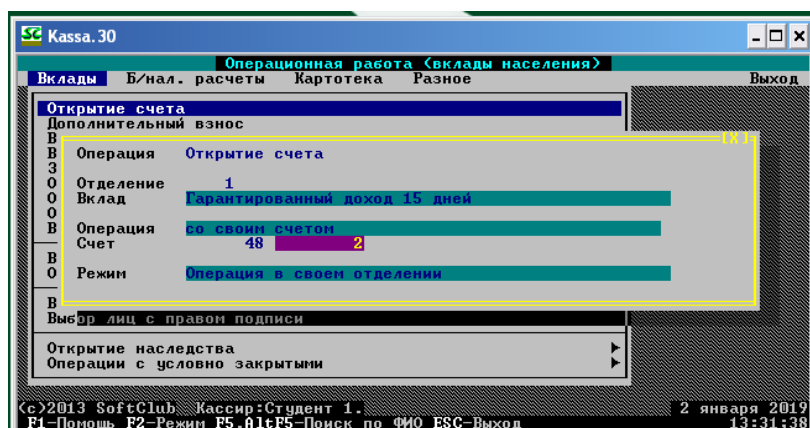 Kassa.30
Операционная работа (вклады населения)
Вклады Б/нал. расчеты Картотека Разное Выход
Открытие счета
Дополнительный взнос
В [X]
В Операция Открытие счета
З
О Отделение 1
О Вклад Гарантированный доход 15 дней
О
В Операция со своим счетом
Счет 48 2
В
О Режим Операция в своем отделении
В
Выбор лиц с правом подписи
Открытие наследства
Операции с условно закрытыми
(c)2013 SoftClub Кассир:Студент 1. 2 января 2019
F1-Помощь F2-Режим F5,AltF5-Поиск по ФИО ESC-Выход 13:31:38